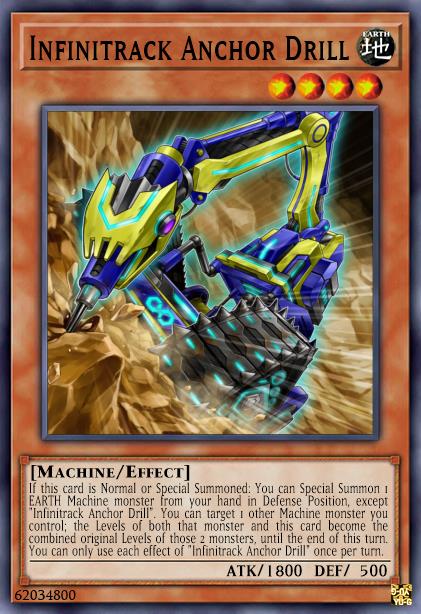 INFINITRACK ANCHOR DRILL
EARTH
地
[MACHINE/EFFECT]
If this card is Normal or Special Summoned: You can Special Summon 1
EARTH Machine monster from your hand in Defense Position, except
"Infinitrack Anchor Drill". You can target 1 other Machine monster you
control; the Levels of both that monster and this card become the
combined original Levels of those 2 monsters, until the end of this turn.
You can only use each effect of "Infinitrack Anchor Drill" once per turn.
ATK/1800 DEF/ 500
62034800